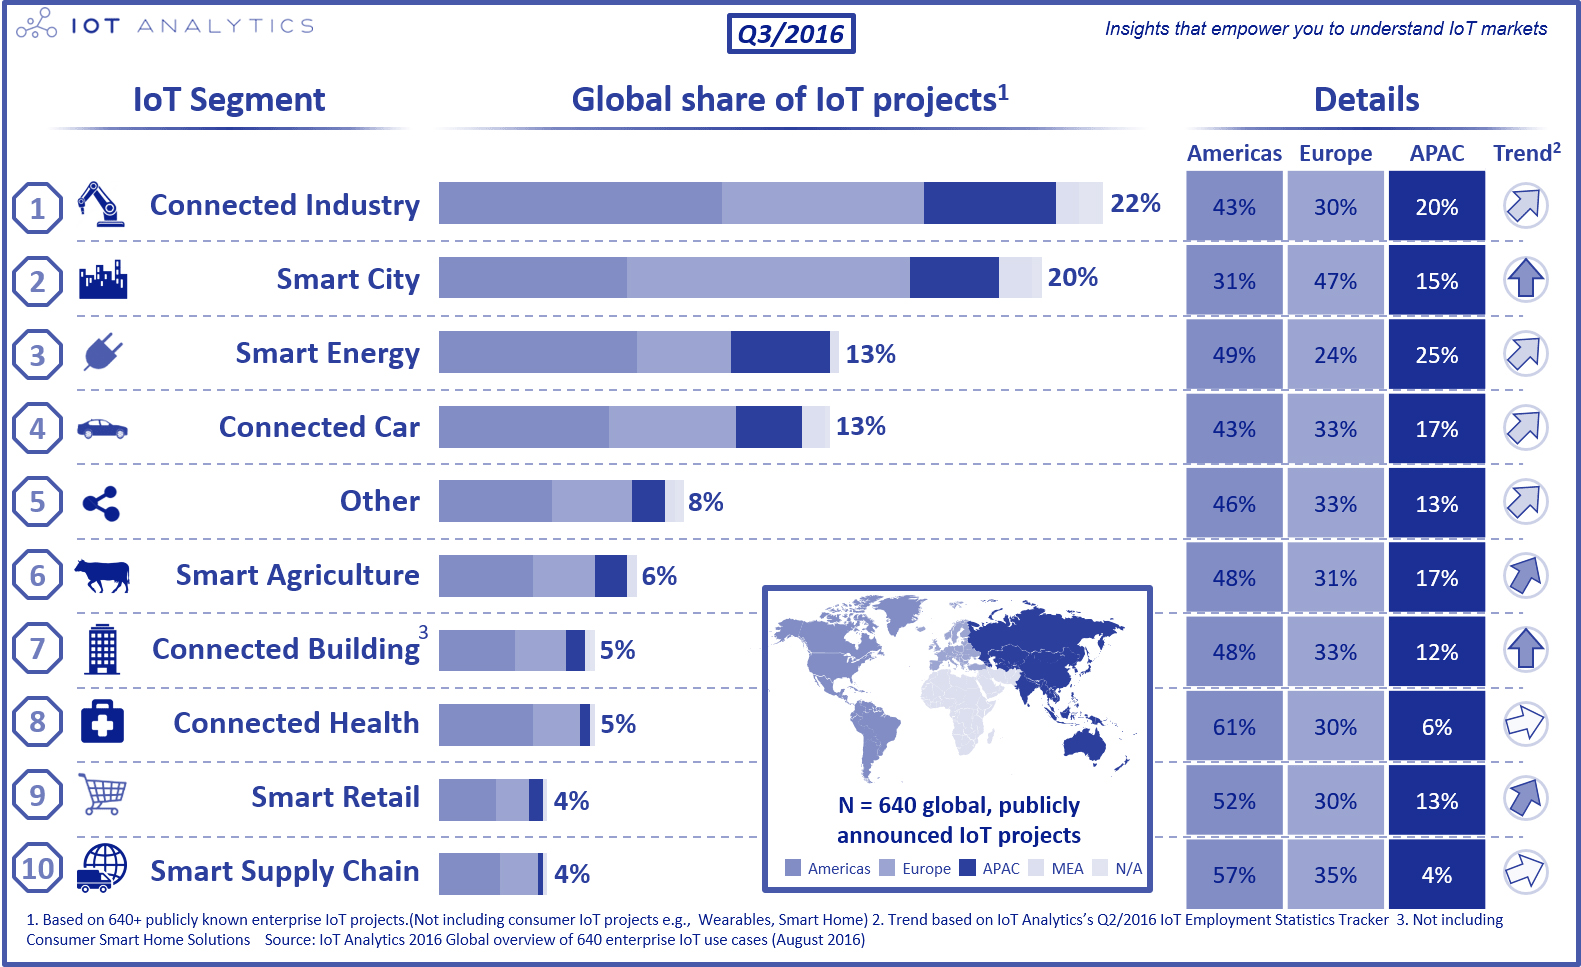 IOT ANALYTICS
Q3/2016
Insights that empower you to understand IoT markets
IoT Segment
Global share of IoT projects1
Details
Americas Europe APAC Trend2
1 Connected Industry 22% 43% 30% 20%
2 Smart City 20% 31% 47% 15%
3 Smart Energy 13% 49% 24% 25%
4 Connected Car 13% 43% 33% 17%
5 Other 8% 46% 33% 13%
6 Smart Agriculture 6% 48% 31% 17%
7 Connected Building3 5% 48% 33% 12%
8 Connected Health 5% 61% 30% 6%
9 Smart Retail 4% 52% 30% 13%
10 Smart Supply Chain 4% 57% 35% 4%
N = 640 global, publicly
announced IoT projects
Americas Europe APAC MEA N/A
1. Based on 640+ publicly known enterprise IoT projects.(Not including consumer IoT projects e.g., Wearables, Smart Home) 2. Trend based on IoT Analytics's Q2/2016 IoT Employment Statistics Tracker 3. Not including
Consumer Smart Home Solutions Source: IoT Analytics 2016 Global overview of 640 enterprise IoT use cases (August 2016)